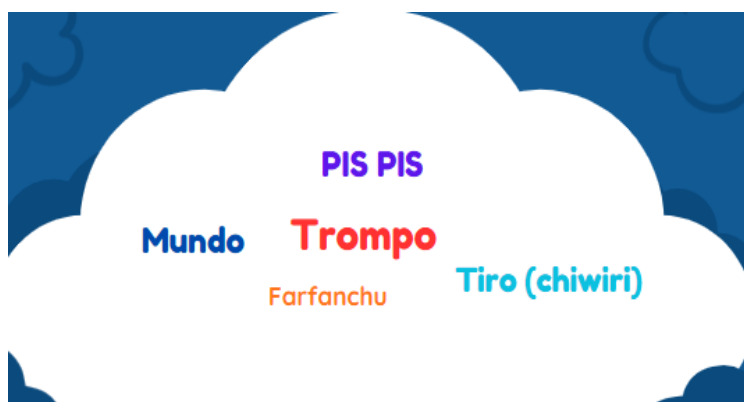 PIS PIS
Mundo
Trompo
Tiro (chiwiri)
Farfanchu